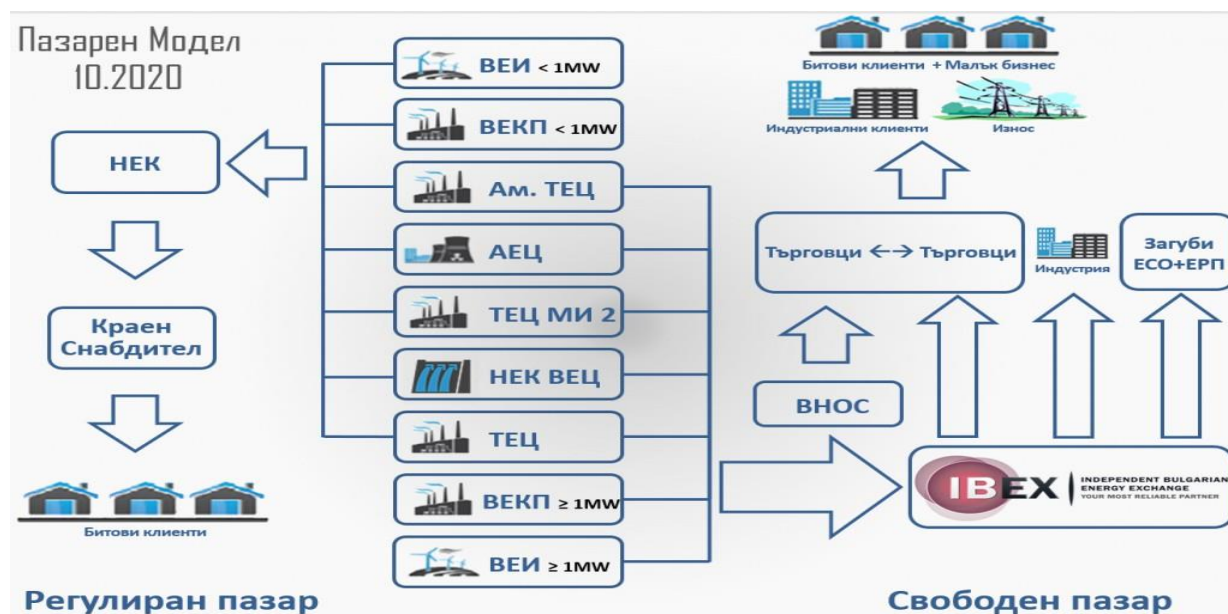 Пазарен Модел
10.2020
НЕК
Краен
Снабдител
Битови клиенти
Регулиран пазар
ВЕИ < 1MW
ВЕКП < 1MW
Ам. ТЕЦ
АЕЦ
ТЕЦ МИ 2
НЕК ВЕЦ
ТЕЦ
ВЕКП ≥ 1MW
ВЕИ ≥ 1MW
Битови клиенти + Малък бизнес
Индустриални клиенти
Износ
Търговци ←→ Търговци
Индустрия
Загуби
ЕСО+ЕРП
ВНОС
IBEX
INDEPENDENT BULGARIAN
ENERGY EXCHANGE
YOUR MOST RELIABLE PARTNER
Свободен пазар